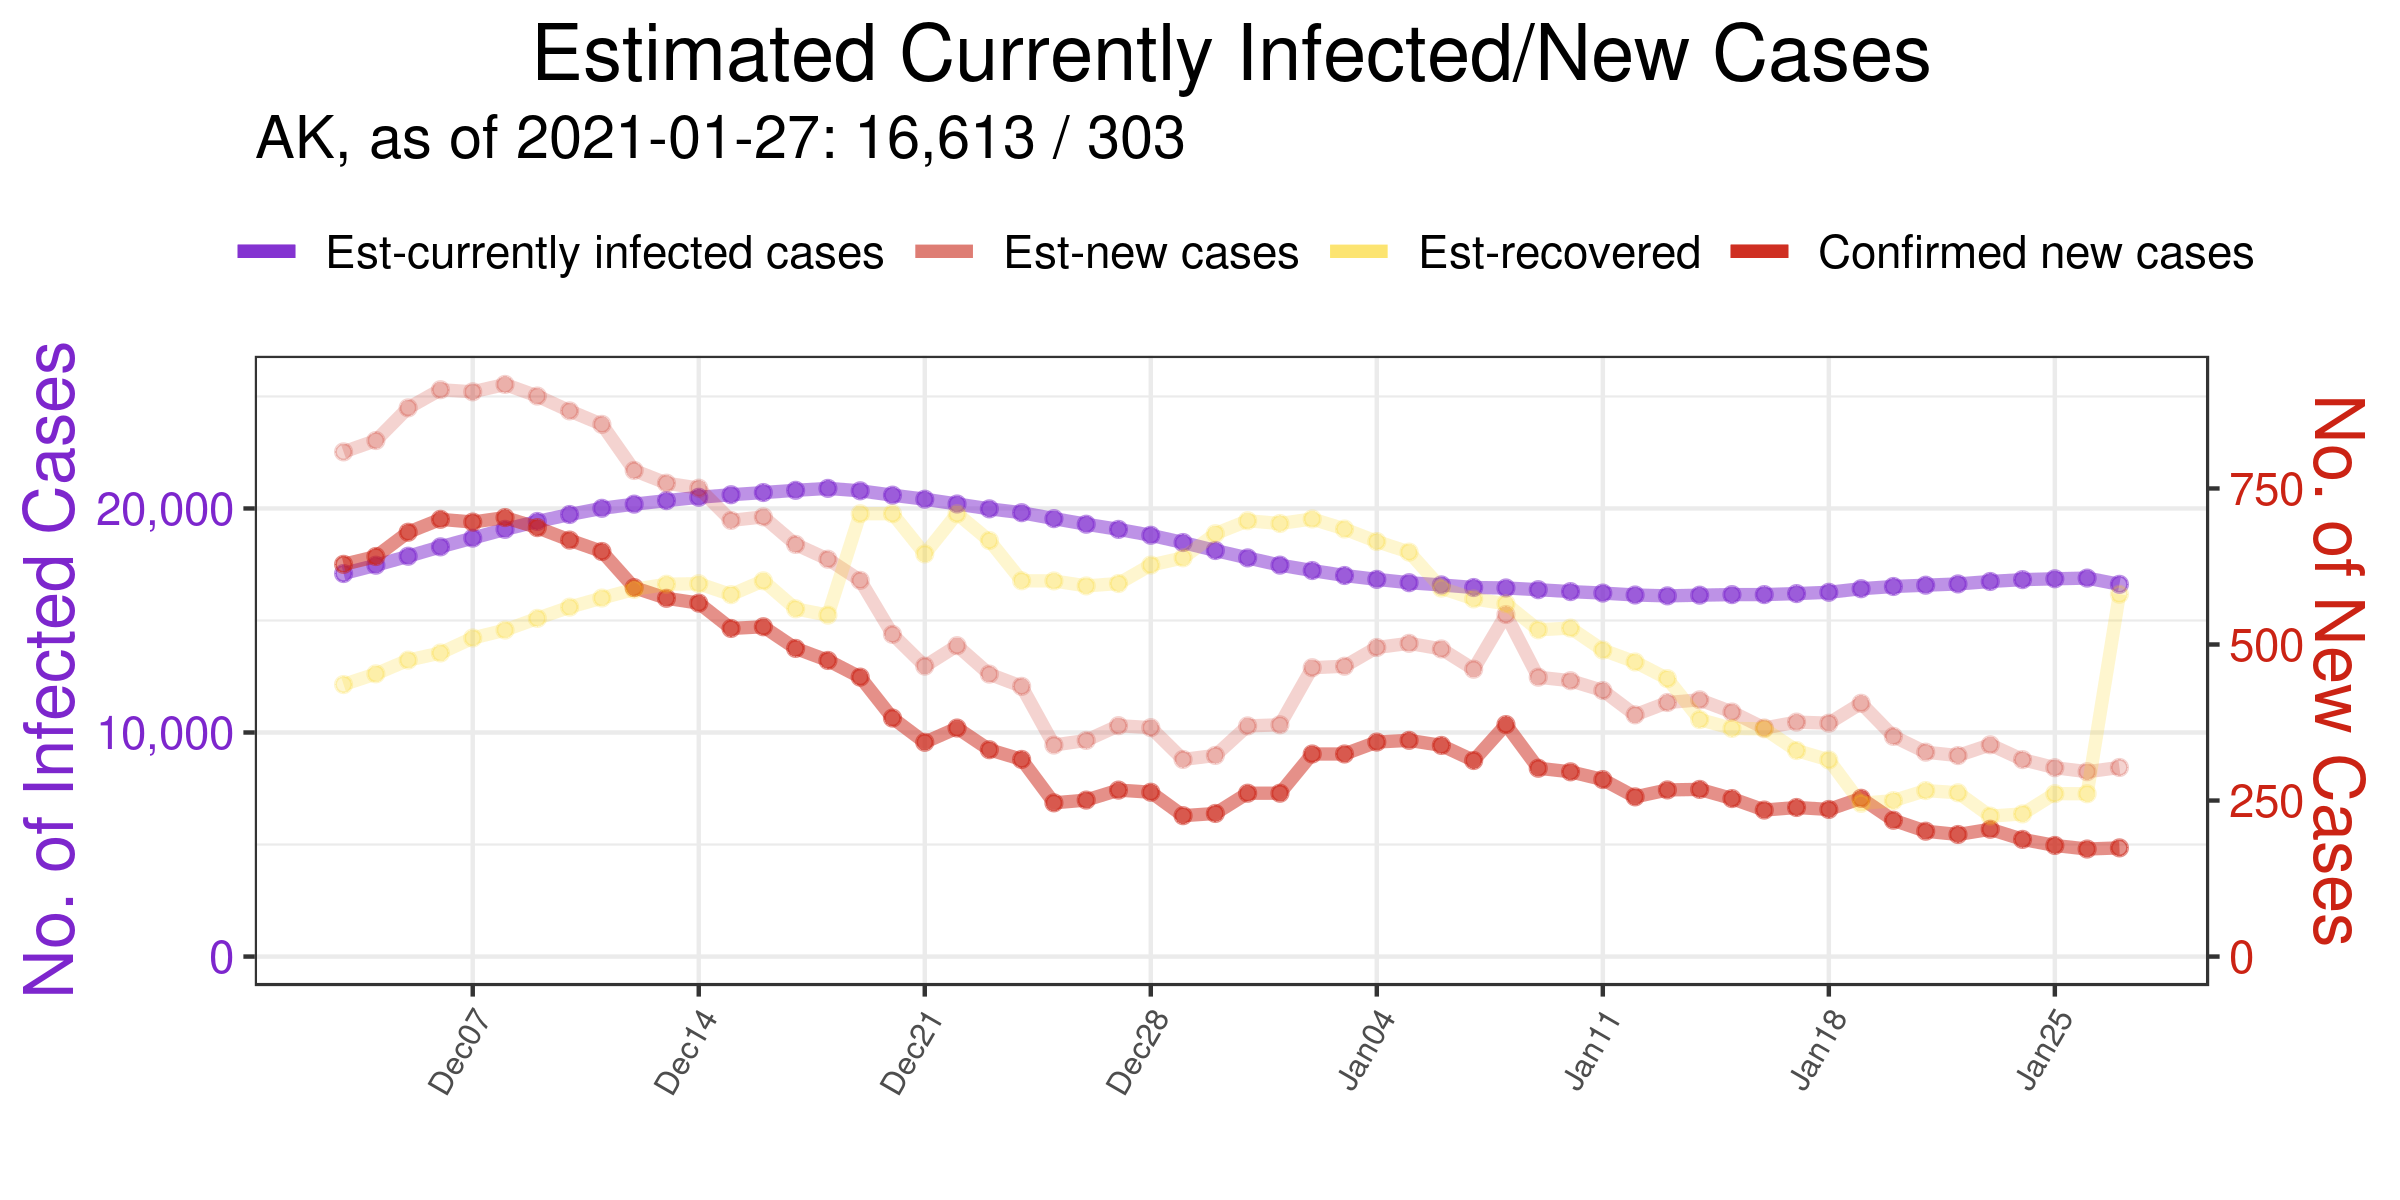 Estimated Currently Infected/New Cases
AK, as of 2021-01-27: 16,613 / 303
Est-currently infected cases Est-new cases Est-recovered Confirmed new cases
No. of Infected Cases
20,000
10,000
0
No. of New Cases
750
500
250
0
Dec07 Dec14 Dec21 Dec28 Jan04 Jan11 Jan18 Jan25